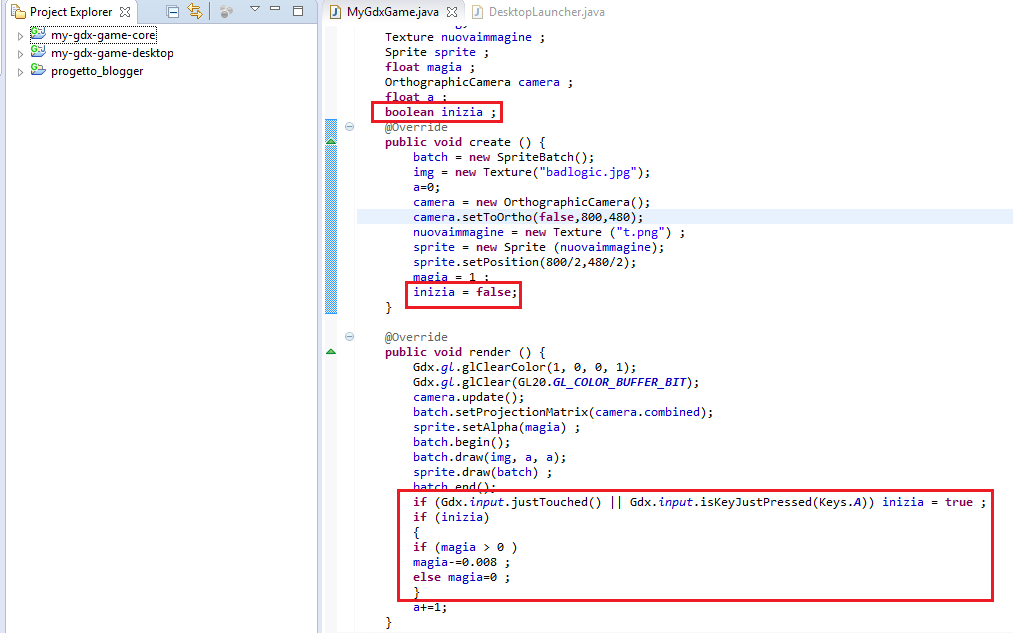 Project Explorer
my-gdx-game-core
my-gdx-game-desktop
progetto_blogger
MyGdxGame.java
DesktopLauncher.java
Texture nuovaimmagine ;
Sprite sprite ;
float magia ;
OrthographicCamera camera ;
float a ;
boolean inizia ;
@Override
public void create () {
batch = new SpriteBatch();
img = new Texture("badlogic.jpg");
a=0;
camera = new OrthographicCamera();
camera.setToOrtho(false,800,480);
nuovaimmagine = new Texture ("t.png") ;
sprite = new Sprite (nuovaimmagine);
sprite.setPosition(800/2,480/2);
magia = 1 ;
inizia = false;
}
@Override
public void render () {
Gdx.gl.glClearColor(1, 0, 0, 1);
Gdx.gl.glClear(GL20.GL_COLOR_BUFFER_BIT);
camera.update();
batch.setProjectionMatrix(camera.combined);
sprite.setAlpha(magia) ;
batch.begin();
batch.draw(img, a, a);
sprite.draw(batch) ;
batch.end();
if (Gdx.input.justTouched() || Gdx.input.isKeyJustPressed(Keys.A)) inizia = true ;
if (inizia)
{
if (magia > 0 )
magia-=0.008 ;
else magia=0 ;
}
a+=1;
}